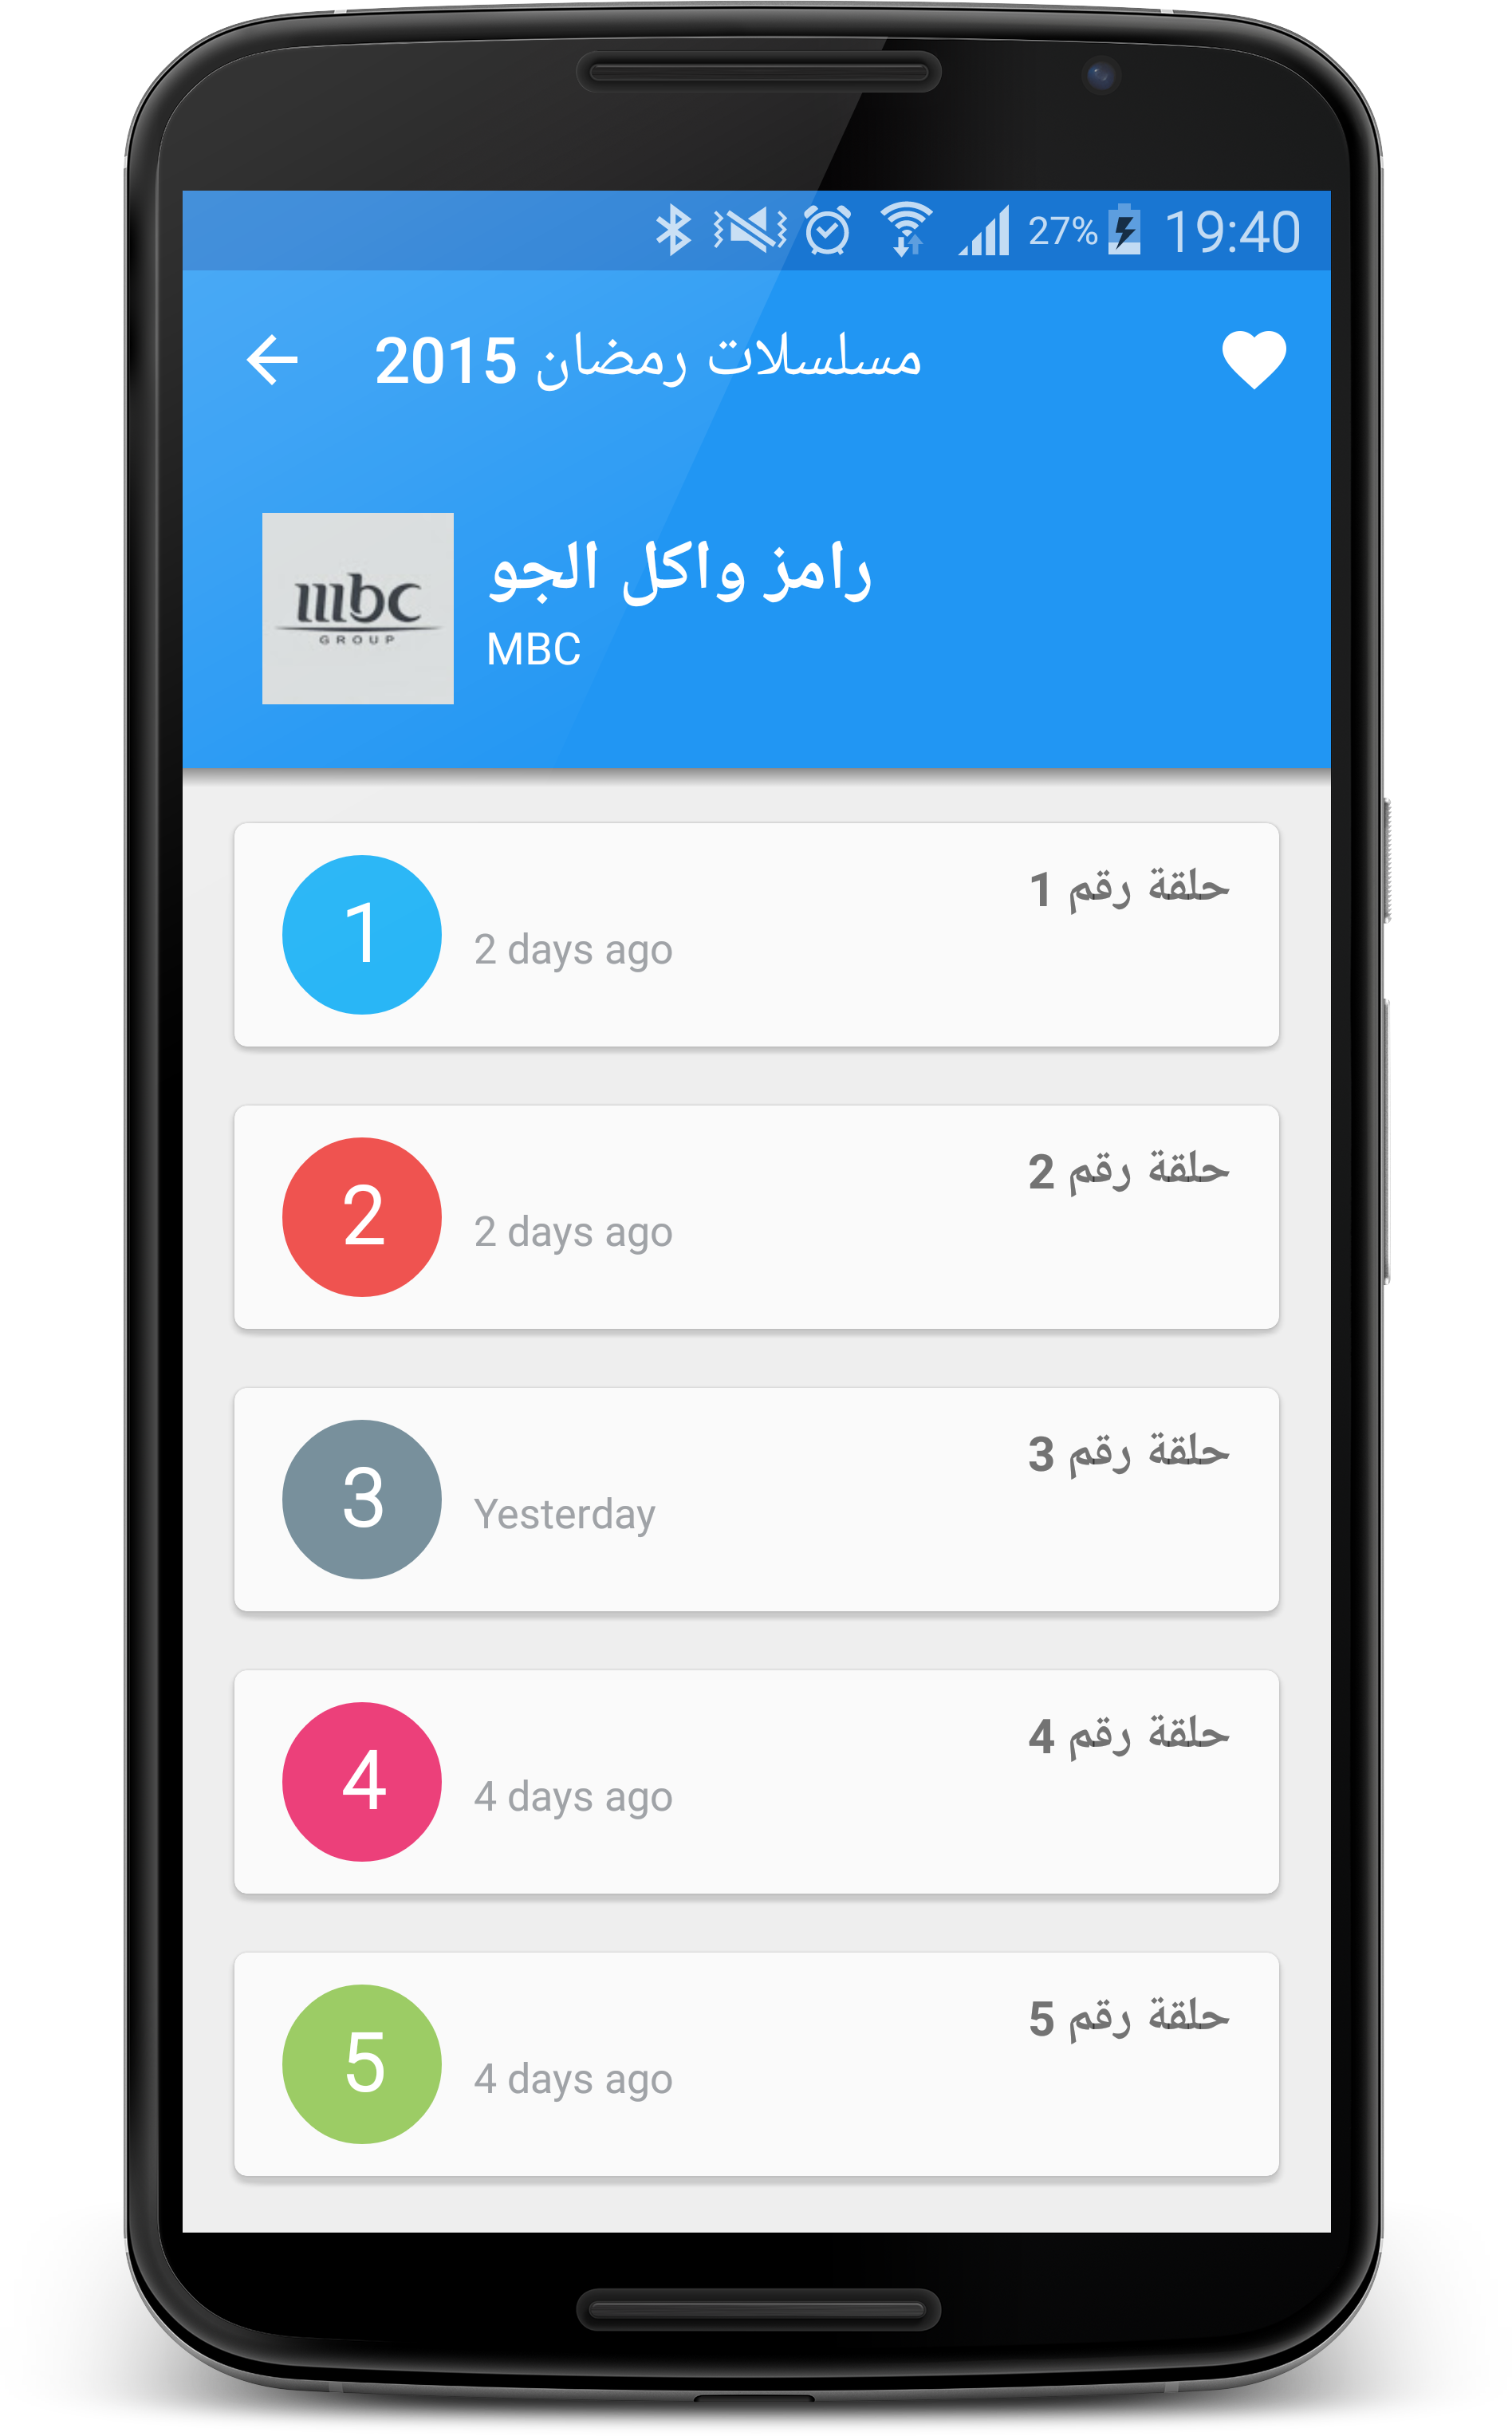 27% 19:40
مسلسلات رمضان 2015
mbc
GROUP
رامز واكل الجو
MBC
1
حلقة رقم 1
2 days ago
2
حلقة رقم 2
2 days ago
3
حلقة رقم 3
Yesterday
4
حلقة رقم 4
4 days ago
5
حلقة رقم 5
4 days ago